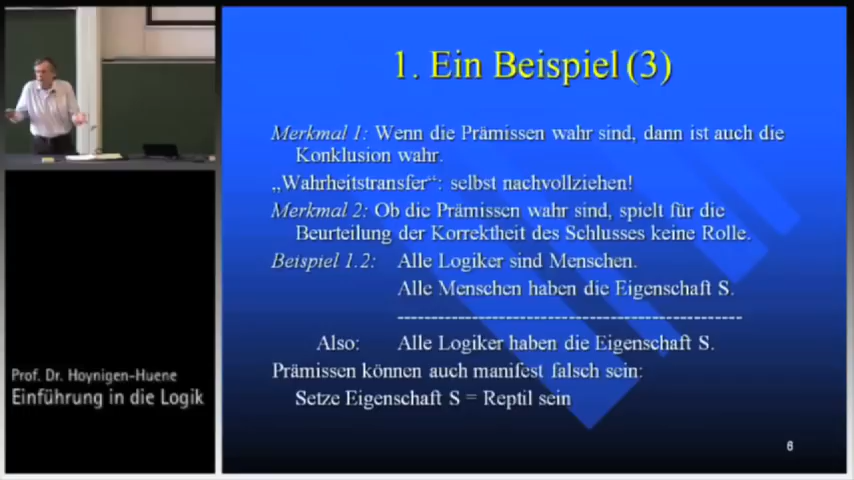 1. Ein Beispiel (3)
Merkmal 1: Wenn die Prämissen wahr sind, dann ist auch die
Konklusion wahr.
„Wahrheitstransfer“: selbst nachvollziehen!
Merkmal 2: Ob die Prämissen wahr sind, spielt für die
Beurteilung der Korrektheit des Schlusses keine Rolle.
Beispiel 1.2: Alle Logiker sind Menschen.
Alle Menschen haben die Eigenschaft S.
------------------------------------------------
Also: Alle Logiker haben die Eigenschaft S.
Prämissen können auch manifest falsch sein:
Setze Eigenschaft S = Reptil sein
6
Prof. Dr. Hoynigen-Huene
Einführung in die Logik